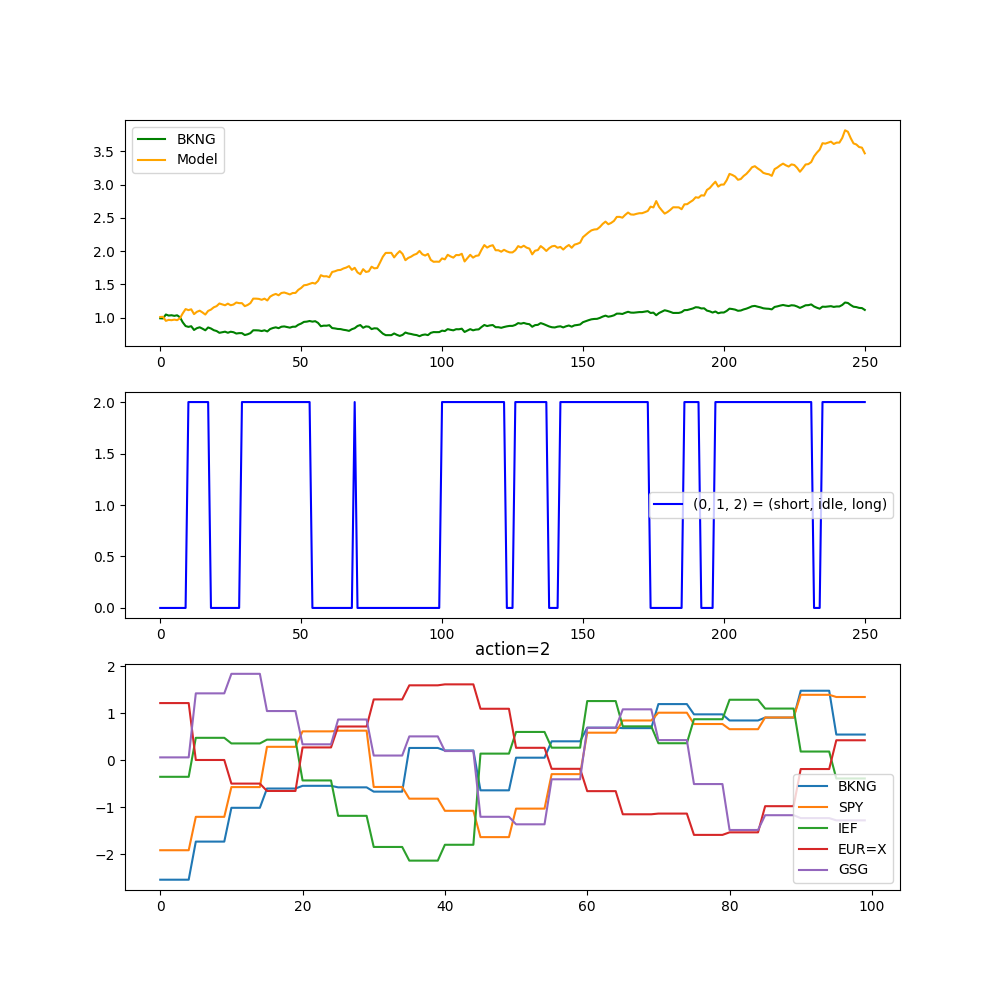 BKNG
Model
3.5
3.0
2.5
2.0
1.5
1.0
0 50 100 150 200 250
2.0
1.5
1.0
0.5
0.0
(0, 1, 2) = (short, idle, long)
0 50 100 150 200 250
action=2
2
1
0
−1
−2
BKNG
SPY
IEF
EUR=X
GSG
0 20 40 60 80 100